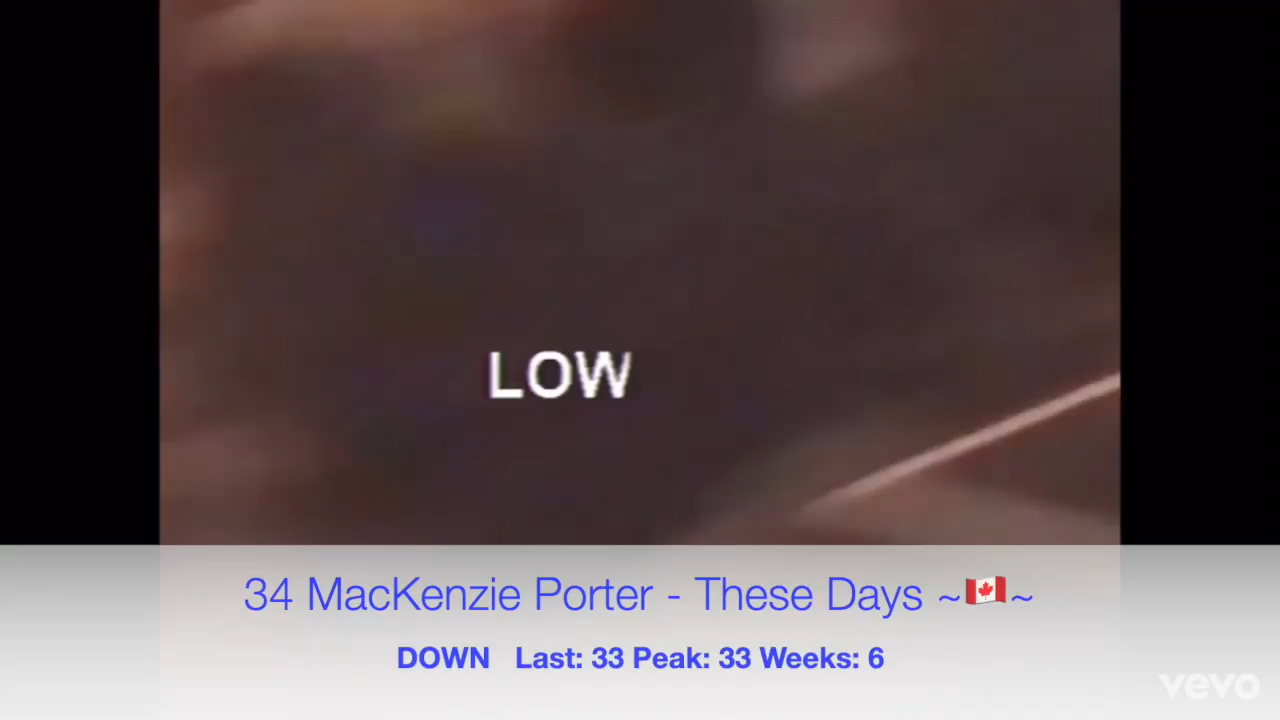 LOW
34 MacKenzie Porter - These Days ~🇨🇦~
DOWN Last: 33 Peak: 33 Weeks: 6
vevo